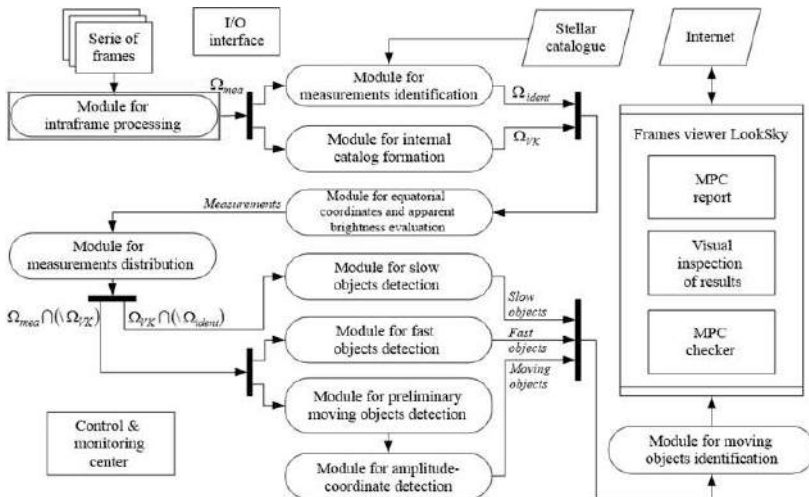 Serie of
frames
I/O
interface
Stellar
catalogue
Internet
Ω_mea
Module for
intraframe processing
Module for
measurements identification
Ω_ident
Module for internal
catalog formation
Ω_VK
Frames viewer LookSky
MPC
report
Visual
inspection
of results
MPC
checker
Measurements
Module for equatorial
coordinates and apparent
brightness evaluation
Module for
measurements distribution
Module for slow
objects detection
Slow
objects
Ω_mea∩(\Ω_VK)
Ω_VK∩(\Ω_ident)
Module for fast
objects detection
Fast
objects
Module for preliminary
moving objects detection
Moving
objects
Control &
monitoring
center
Module for amplitude-
coordinate detection
Module for moving
objects identification